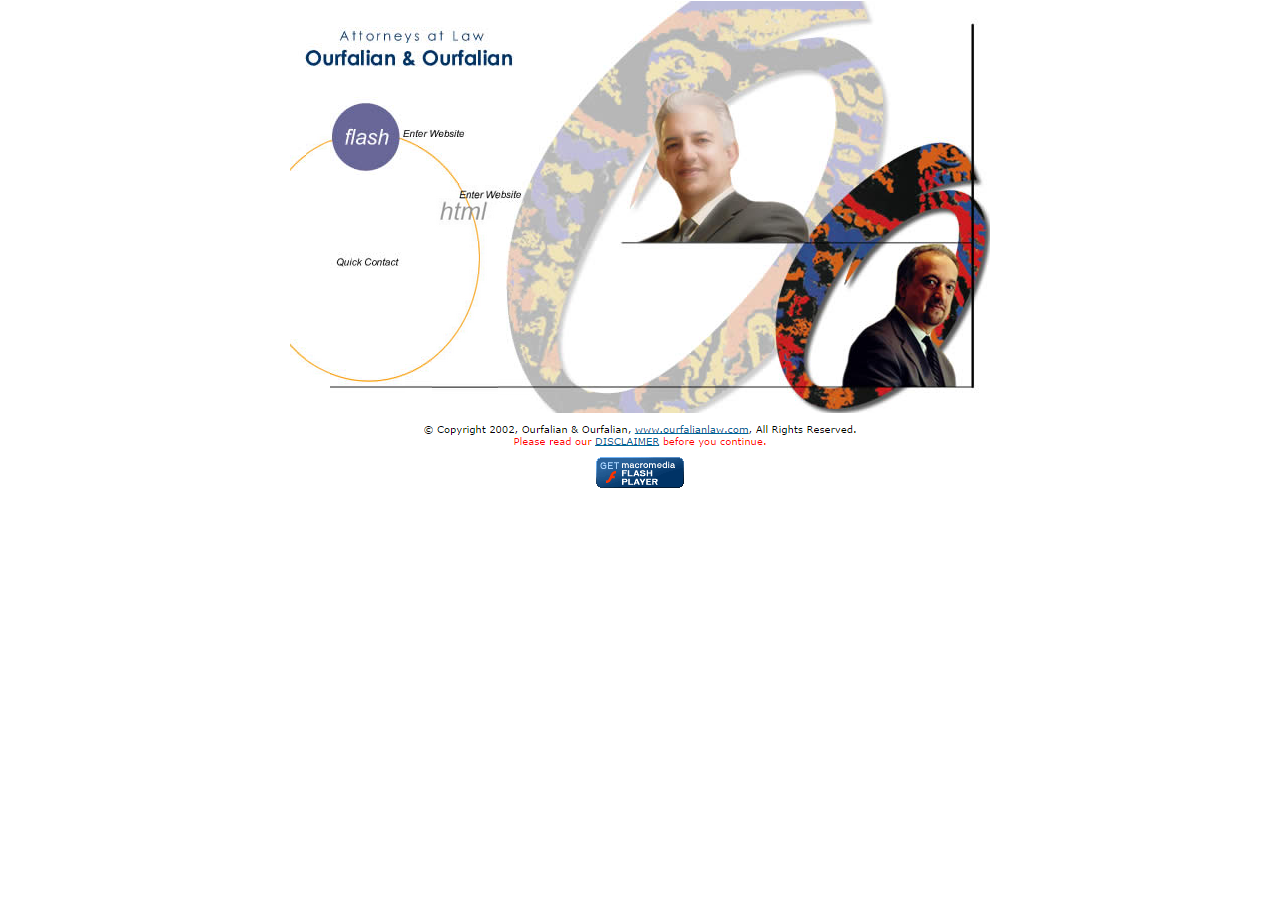 Attorneys at Law
Ourfalian & Ourfalian
flash Enter Website
Enter Website
html
Quick Contact
© Copyright 2002, Ourfalian & Ourfalian, www.ourfalianlaw.com, All Rights Reserved.
Please read our DISCLAIMER before you continue.
GET macromedia
FLASH
PLAYER